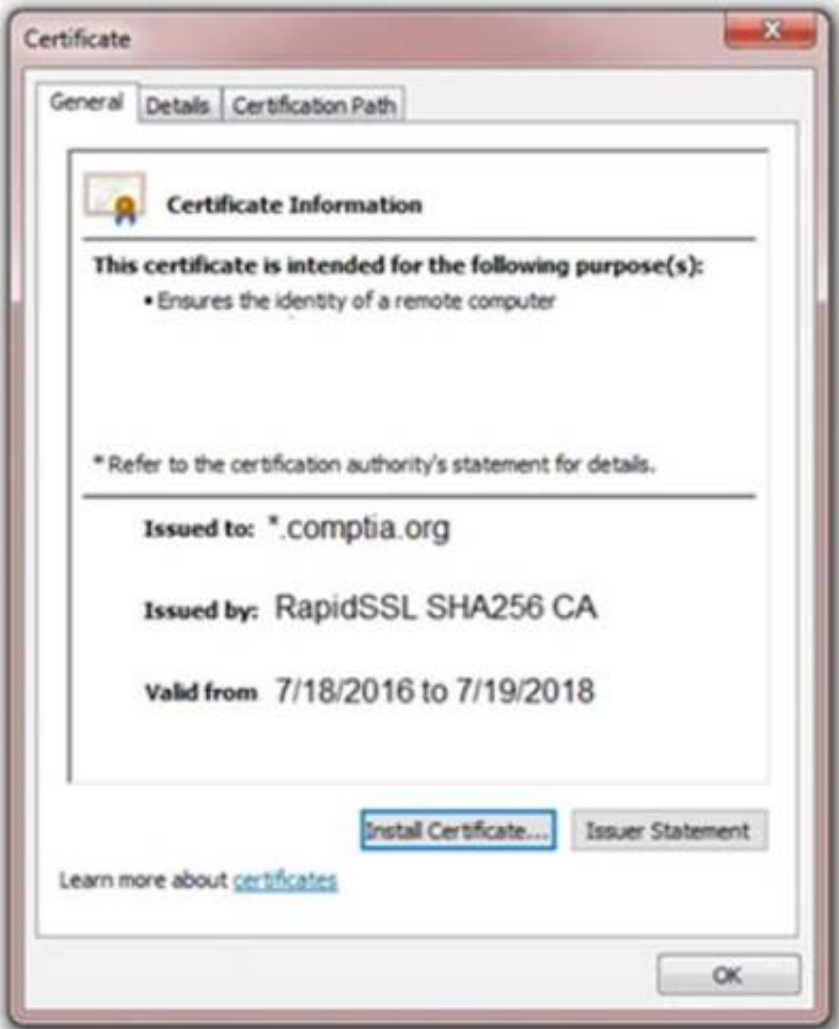 Certificate
General Details Certification Path
Certificate Information
This certificate is intended for the following purpose(s):
• Ensures the identity of a remote computer
* Refer to the certification authority's statement for details.
Issued to: *.comptia.org
Issued by: RapidSSL SHA256 CA
Valid from 7/18/2016 to 7/19/2018
Install Certificate... Issuer Statement
Learn more about certificates
OK